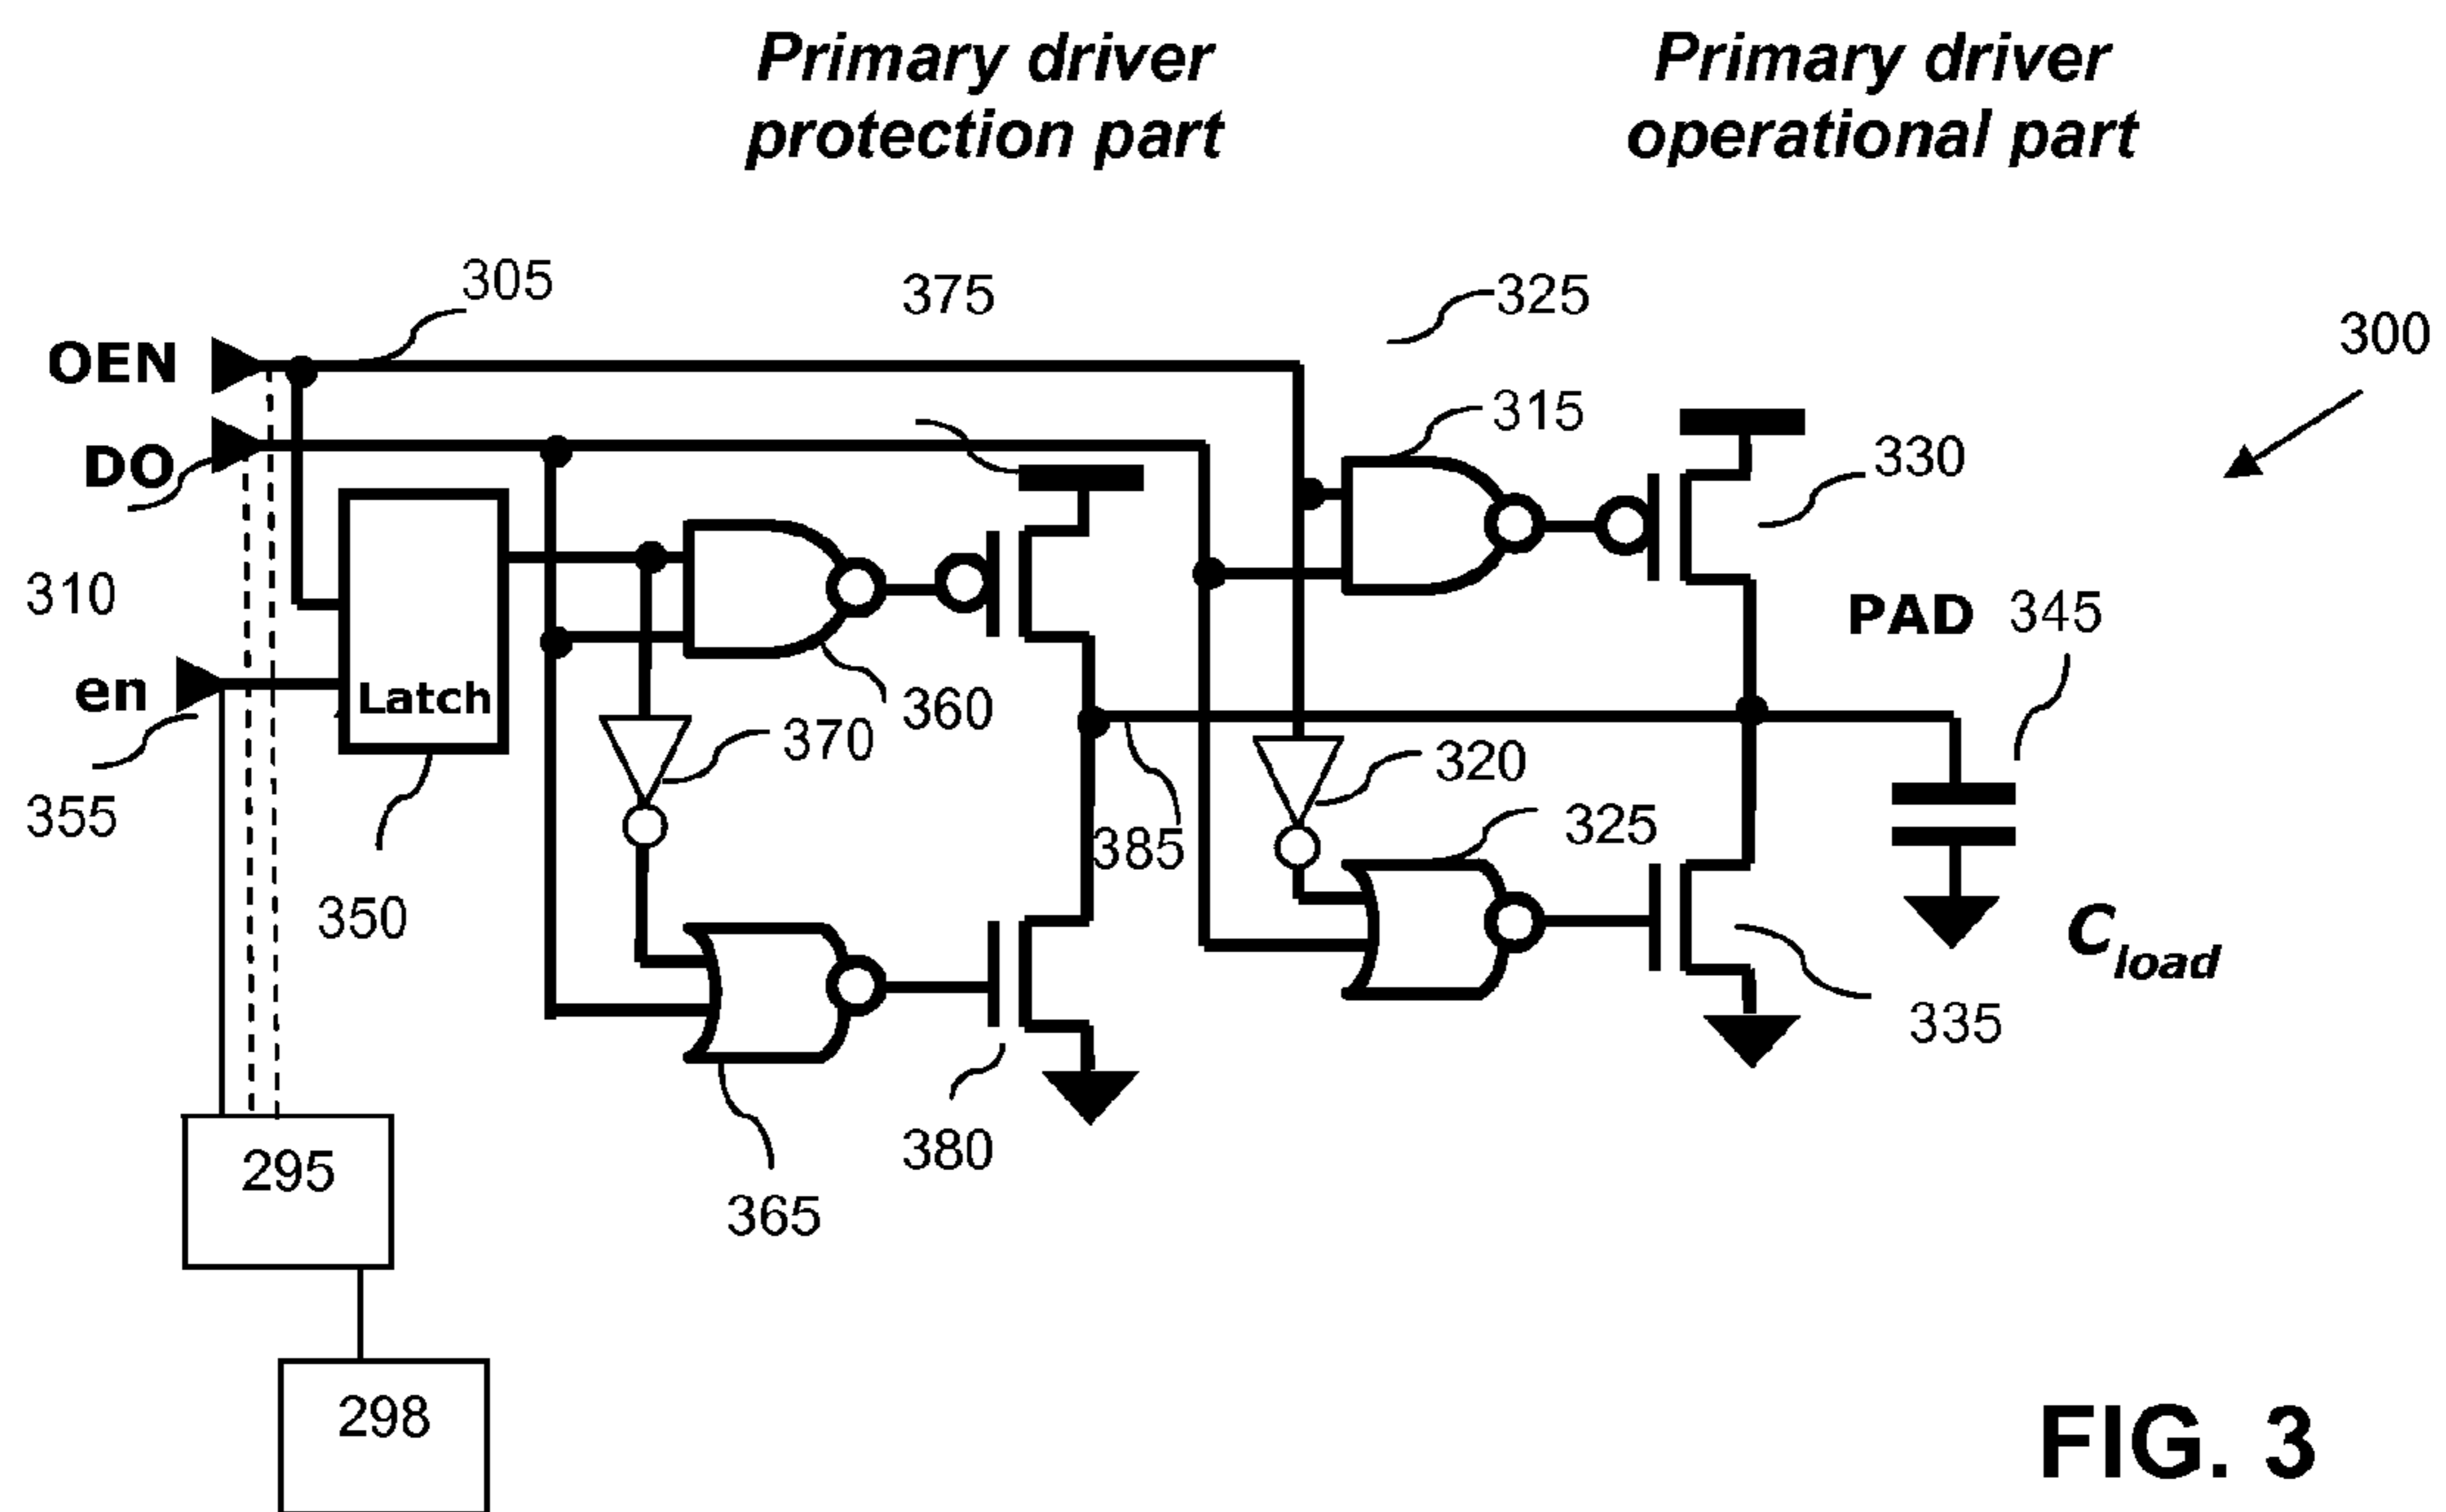 Primary driver
protection part
Primary driver
operational part
305
375
325
300
OEN
315
DO
330
310
PAD
345
en
Latch
360
370
320
355
385
325
350
C load
335
380
295
365
298
FIG. 3